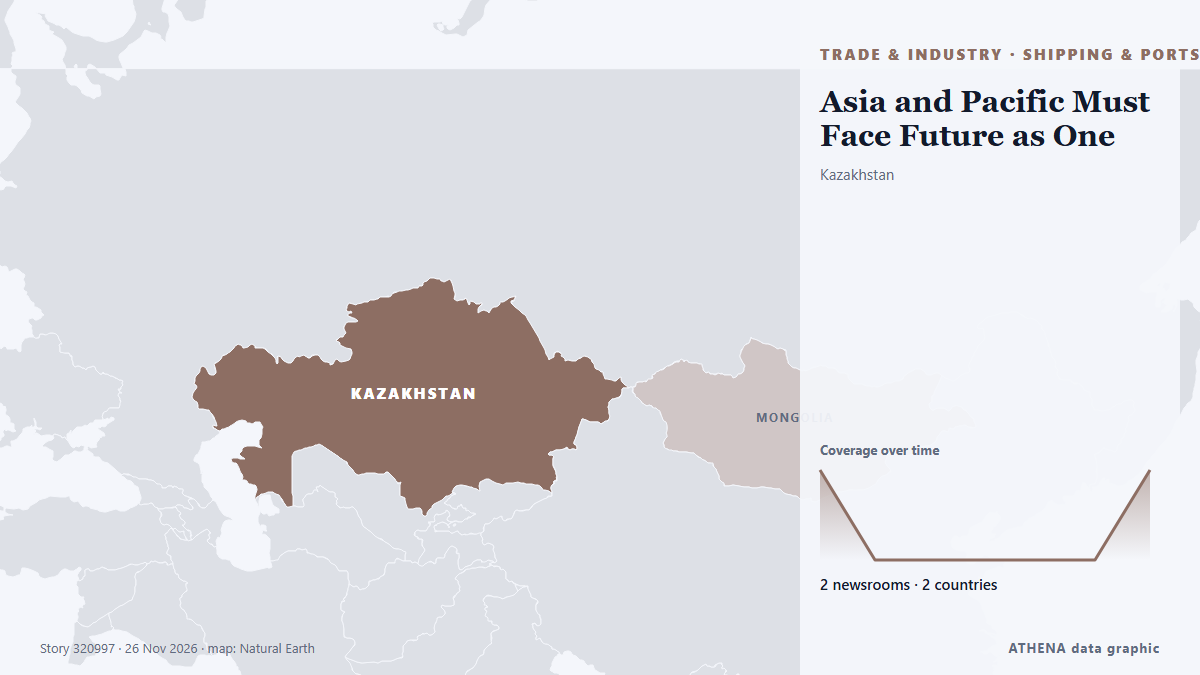 TRADE & INDUSTRY · SHIPPING & PORTS
Asia and Pacific Must
Face Future as One
Kazakhstan
KAZAKHSTAN
MONGOLIA
Coverage over time
2 newsrooms · 2 countries
Story 320997 · 26 Nov 2026 · map: Natural Earth
ATHENA data graphic